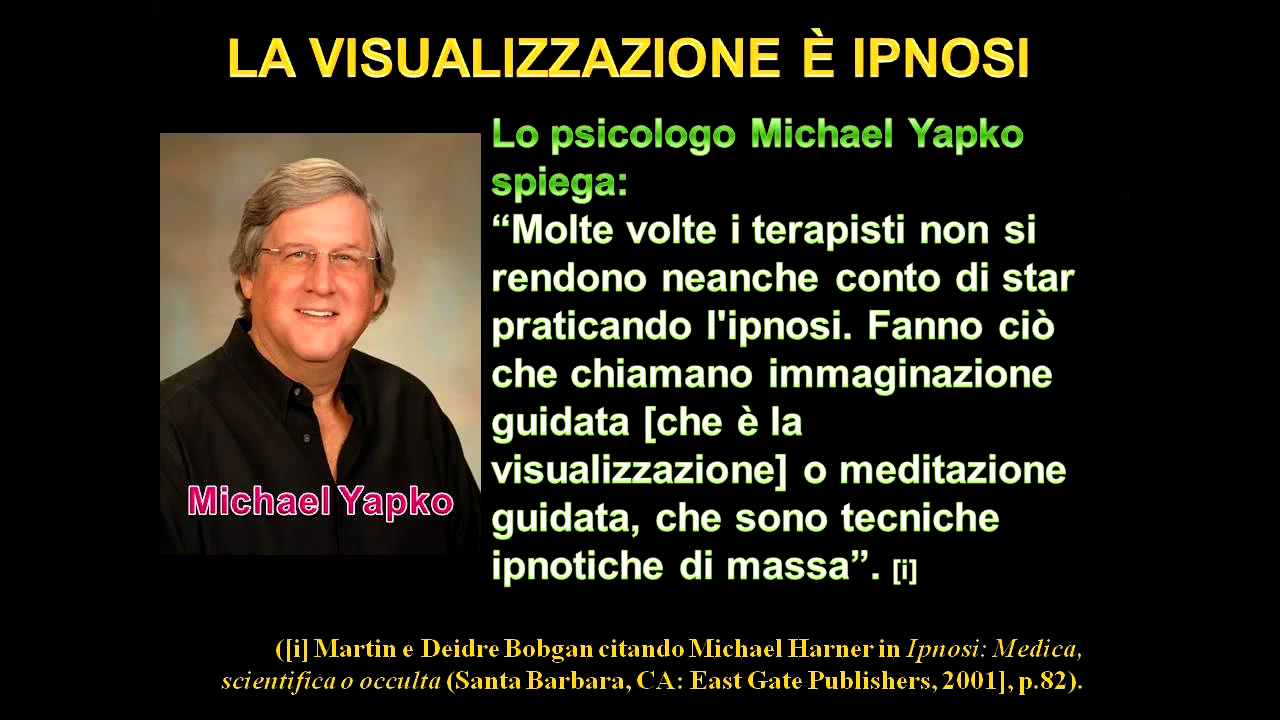 LA VISUALIZZAZIONE È IPNOSI
Lo psicologo Michael Yapko
spiega:
“Molte volte i terapisti non si
rendono neanche conto di star
praticando l'ipnosi. Fanno ciò
che chiamano immaginazione
guidata [che è la
visualizzazione] o meditazione
guidata, che sono tecniche
ipnotiche di massa”. [i]
Michael Yapko
([i] Martin e Deidre Bobgan citando Michael Harner in Ipnosi: Medica,
scientifica o occulta (Santa Barbara, CA: East Gate Publishers, 2001], p.82).